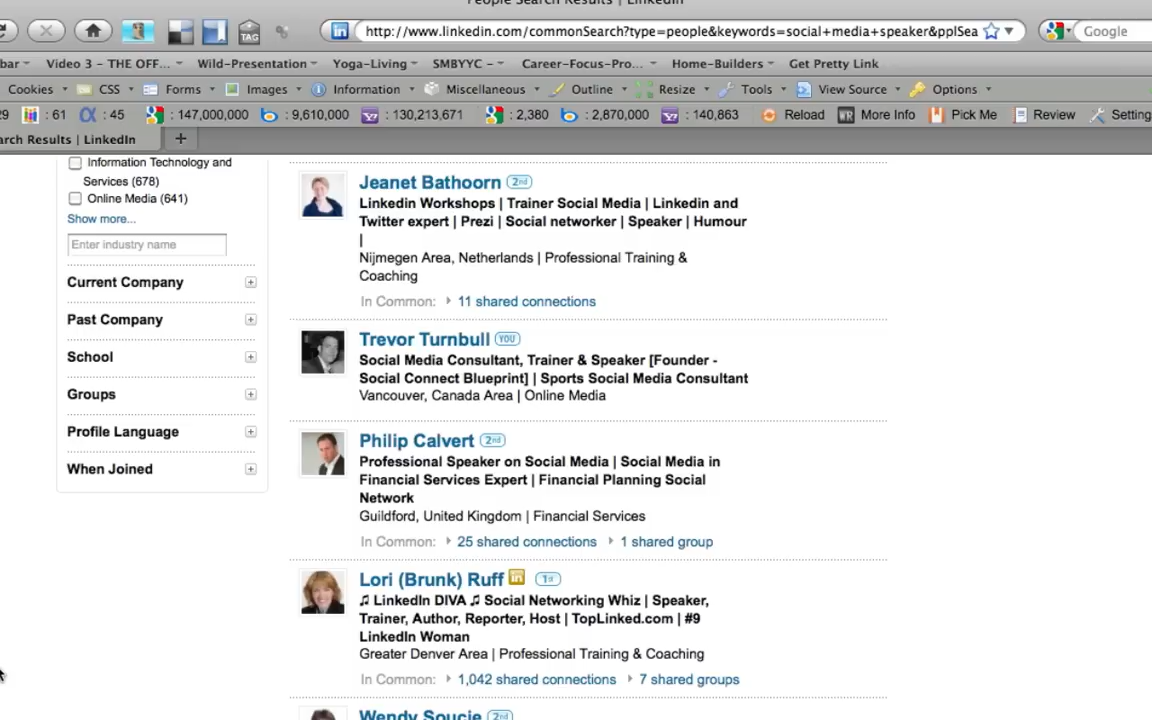 People Search Results | LinkedIn
http://www.linkedin.com/commonSearch?type=people&keywords=social+media+speaker&pplSea
Google
TAG
bar
Video 3 - THE OFF...
Wild-Presentation
Yoga-Living
SMBYYC -
Career-Focus-Pro...
Home-Builders
Get Pretty Link
Cookies
CSS
Forms
Images
Information
Miscellaneous
Outline
Resize
Tools
View Source
Options
29 : 61 : 45 : 147,000,000 : 9,610,000 : 130,213,671 : 2,380 : 2,870,000 : 140,863 Reload More Info Pick Me Review Setting
arch Results | LinkedIn
+
Information Technology and
Services (678)
Online Media (641)
Show more...
Enter industry name
Current Company
Past Company
School
Groups
Profile Language
When Joined
Jeanet Bathoorn 2nd
Linkedin Workshops | Trainer Social Media | Linkedin and
Twitter expert | Prezi | Social networker | Speaker | Humour
|
Nijmegen Area, Netherlands | Professional Training &
Coaching
In Common: 11 shared connections
Trevor Turnbull YOU
Social Media Consultant, Trainer & Speaker [Founder -
Social Connect Blueprint] | Sports Social Media Consultant
Vancouver, Canada Area | Online Media
Philip Calvert 2nd
Professional Speaker on Social Media | Social Media in
Financial Services Expert | Financial Planning Social
Network
Guildford, United Kingdom | Financial Services
In Common: 25 shared connections 1 shared group
Lori (Brunk) Ruff in 1st
♫ LinkedIn DIVA ♫ Social Networking Whiz | Speaker,
Trainer, Author, Reporter, Host | TopLinked.com | #9
LinkedIn Woman
Greater Denver Area | Professional Training & Coaching
In Common: 1,042 shared connections 7 shared groups
Wendy Soucie 2nd